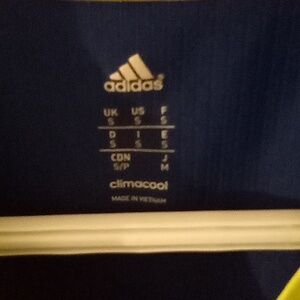 adidas
UK US F
S S S
D I E
S S S
CDN J
S/P M
climacool
MADE IN VIETNAM